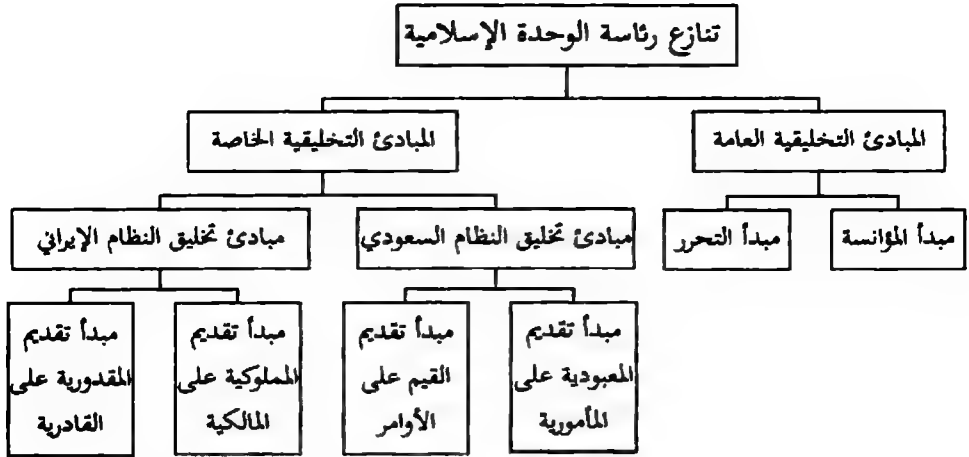 تنازع رئاسة الوحدة الإسلامية
المبادئ التخليقية العامة
المبادئ التخليقية الخاصة
مبدأ المؤانسة
مبدأ التحرر
مبادئ تخليق النظام السعودي
مبادئ تخليق النظام الإيراني
مبدأ تقديم
المعبودية على
المأمورية
مبدأ تقديم
القيم على
الأوامر
مبدأ تقديم
المملوكية على
المالكية
مبدأ تقديم
المقدورية على
القادرية